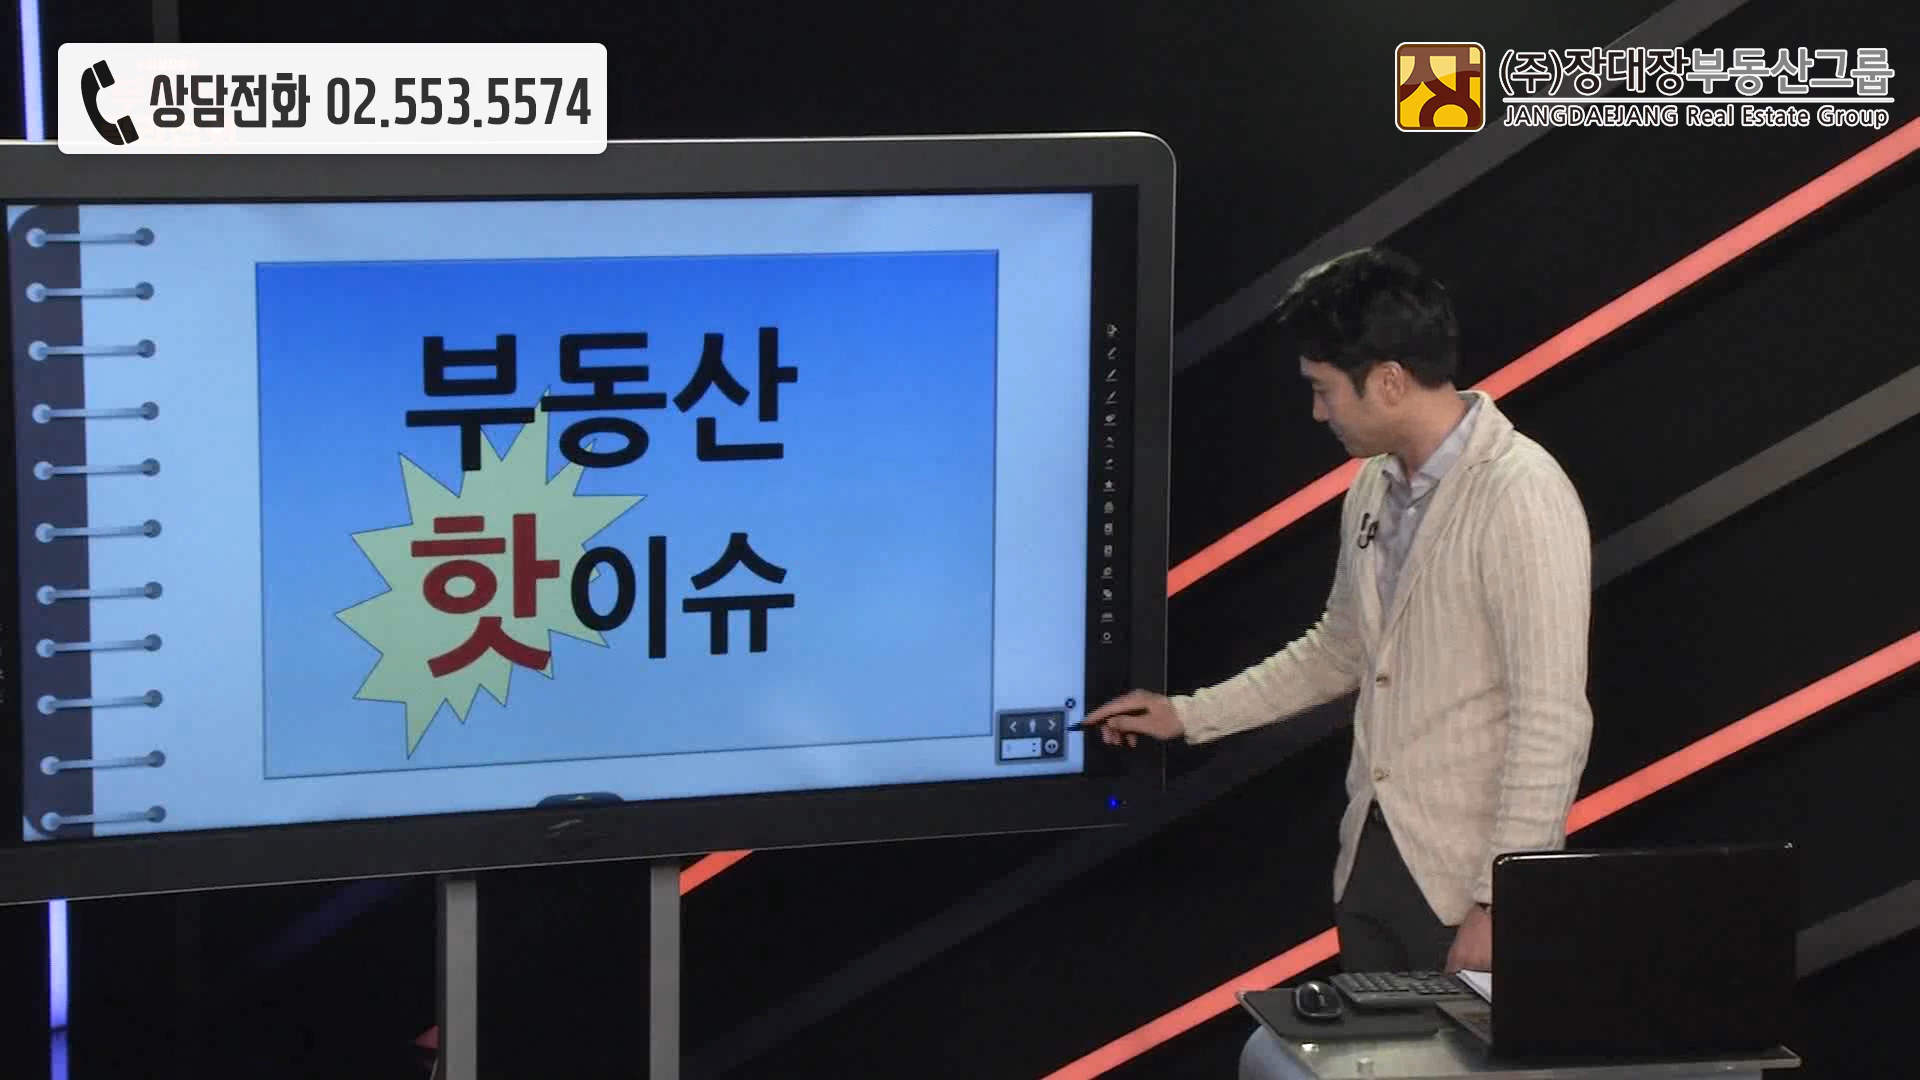 상담전화 02.553.5574
(주)장대장부동산그룹
JANGDAEJANG Real Estate Group
장
부동산
핫이슈